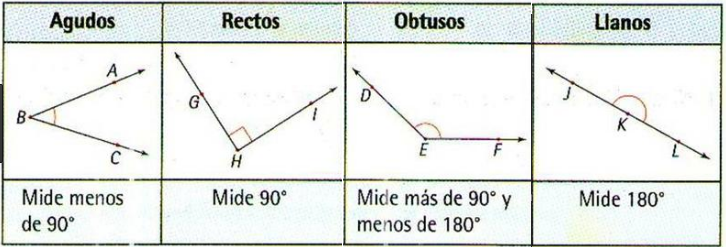 Agudos
Rectos
Obtusos
Llanos
A
B
C
G
H
I
D
E
F
J
K
L
Mide menos
de 90°
Mide 90°
Mide más de 90° y
menos de 180°
Mide 180°